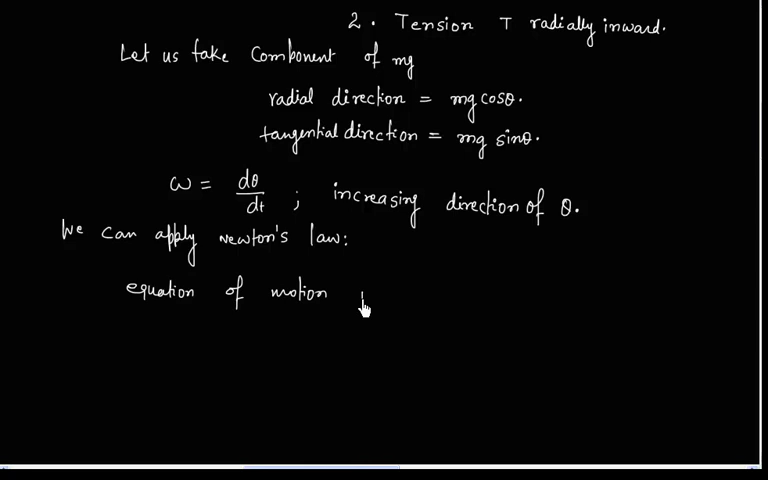 2. Tension T radially inward.
Let us take Component of mg
radial direction = mg cosθ.
tangential direction = mg sinθ.
ω = dθ/dt ; increasing direction of θ.
We can apply Newton's law:
equation of motion